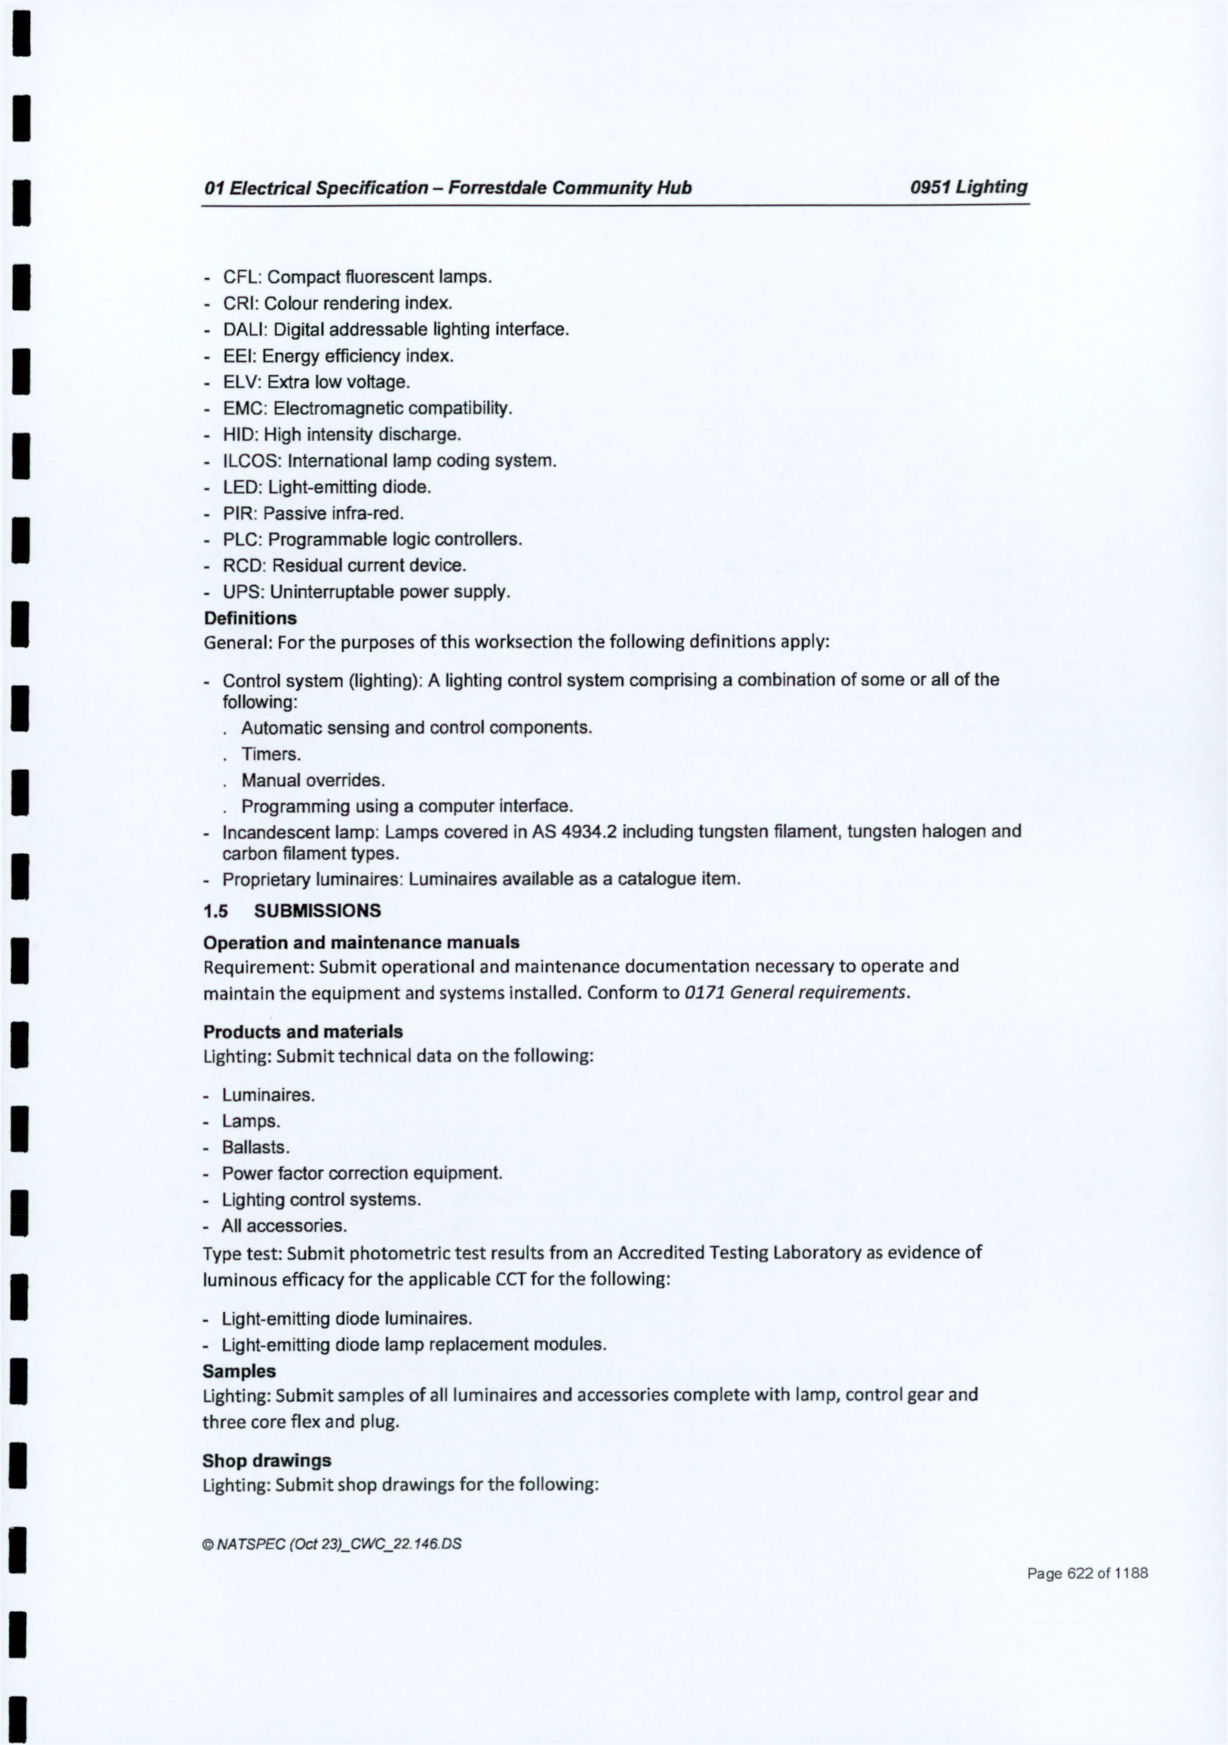 01 Electrical Specification – Forrestdale Community Hub 0951 Lighting
- CFL: Compact fluorescent lamps.
- CRI: Colour rendering index.
- DALI: Digital addressable lighting interface.
- EEI: Energy efficiency index.
- ELV: Extra low voltage.
- EMC: Electromagnetic compatibility.
- HID: High intensity discharge.
- ILCOS: International lamp coding system.
- LED: Light-emitting diode.
- PIR: Passive infra-red.
- PLC: Programmable logic controllers.
- RCD: Residual current device.
- UPS: Uninterruptable power supply.
Definitions
General: For the purposes of this worksection the following definitions apply:
- Control system (lighting): A lighting control system comprising a combination of some or all of the
following:
. Automatic sensing and control components.
. Timers.
. Manual overrides.
. Programming using a computer interface.
- Incandescent lamp: Lamps covered in AS 4934.2 including tungsten filament, tungsten halogen and
carbon filament types.
- Proprietary luminaires: Luminaires available as a catalogue item.
1.5 SUBMISSIONS
Operation and maintenance manuals
Requirement: Submit operational and maintenance documentation necessary to operate and
maintain the equipment and systems installed. Conform to 0171 General requirements.
Products and materials
Lighting: Submit technical data on the following:
- Luminaires.
- Lamps.
- Ballasts.
- Power factor correction equipment.
- Lighting control systems.
- All accessories.
Type test: Submit photometric test results from an Accredited Testing Laboratory as evidence of
luminous efficacy for the applicable CCT for the following:
- Light-emitting diode luminaires.
- Light-emitting diode lamp replacement modules.
Samples
Lighting: Submit samples of all luminaires and accessories complete with lamp, control gear and
three core flex and plug.
Shop drawings
Lighting: Submit shop drawings for the following:
© NATSPEC (Oct 23)_CWC_22.146.DS
Page 622 of 1188